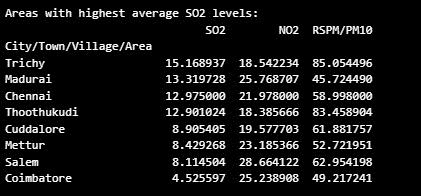 Areas with highest average SO2 levels:
SO2 NO2 RSPM/PM10
City/Town/Village/Area
Trichy 15.168937 18.542234 85.054496
Madurai 13.319728 25.768707 45.724490
Chennai 12.975000 21.978000 58.998000
Thoothukudi 12.901024 18.385666 83.458904
Cuddalore 8.905405 19.577703 61.881757
Mettur 8.429268 23.185366 52.721951
Salem 8.114504 28.664122 62.954198
Coimbatore 4.525597 25.238908 49.217241